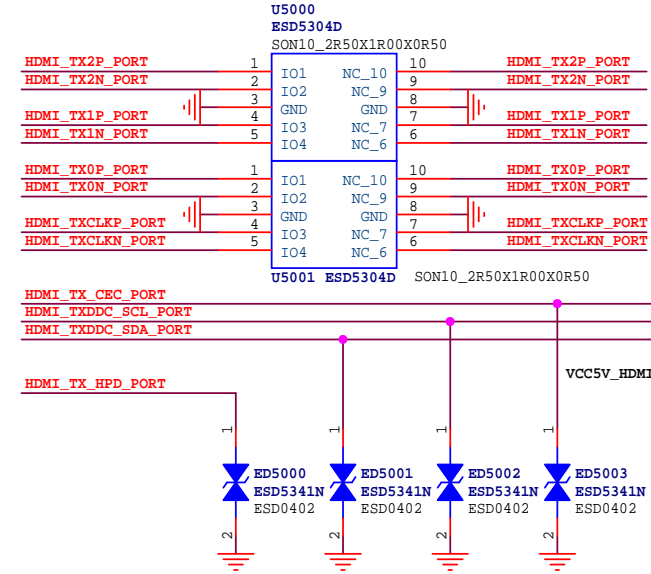 U5000
ESD5304D
SON10_2R50X1R00X0R50
HDMI_TX2P_PORT 1 IO1 NC_10 10 HDMI_TX2P_PORT
HDMI_TX2N_PORT 2 IO2 NC_9 9 HDMI_TX2N_PORT
3 GND GND 8
HDMI_TX1P_PORT 4 IO3 NC_7 7 HDMI_TX1P_PORT
HDMI_TX1N_PORT 5 IO4 NC_6 6 HDMI_TX1N_PORT
HDMI_TX0P_PORT 1 IO1 NC_10 10 HDMI_TX0P_PORT
HDMI_TX0N_PORT 2 IO2 NC_9 9 HDMI_TX0N_PORT
3 GND GND 8
HDMI_TXCLKP_PORT 4 IO3 NC_7 7 HDMI_TXCLKP_PORT
HDMI_TXCLKN_PORT 5 IO4 NC_6 6 HDMI_TXCLKN_PORT
U5001 ESD5304D SON10_2R50X1R00X0R50
HDMI_TX_CEC_PORT
HDMI_TXDDC_SCL_PORT
HDMI_TXDDC_SDA_PORT
VCC5V_HDMI
HDMI_TX_HPD_PORT
1 1 1 1
ED5000 ED5001 ED5002 ED5003
ESD5341N ESD5341N ESD5341N ESD5341N
ESD0402 ESD0402 ESD0402 ESD0402
2 2 2 2